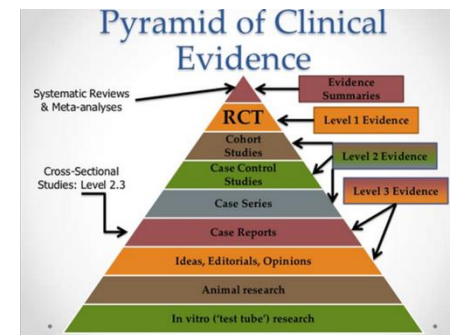 Pyramid of Clinical
Evidence
Systematic Reviews
& Meta-analyses
Evidence
Summaries
RCT
Level 1 Evidence
Cohort
Studies
Level 2 Evidence
Case Control
Studies
Cross-Sectional
Studies: Level 2.3
Level 3 Evidence
Case Series
Case Reports
Ideas, Editorials, Opinions
Animal research
In vitro ('test tube') research